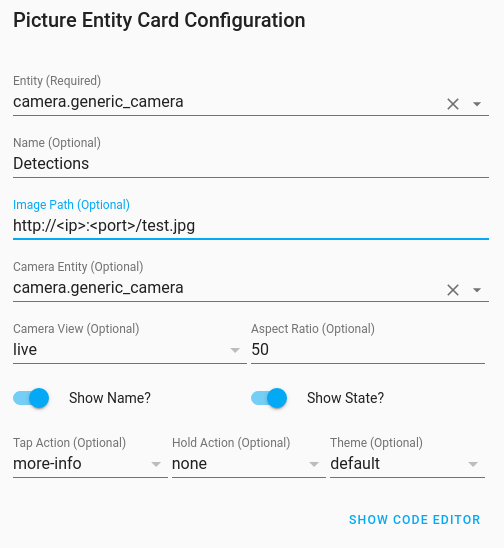 Picture Entity Card Configuration
Entity (Required)
camera.generic_camera
Name (Optional)
Detections
Image Path (Optional)
http://<ip>:<port>/test.jpg
Camera Entity (Optional)
camera.generic_camera
Camera View (Optional) Aspect Ratio (Optional)
live 50
Show Name? Show State?
Tap Action (Optional) Hold Action (Optional) Theme (Optional)
more-info none default
SHOW CODE EDITOR